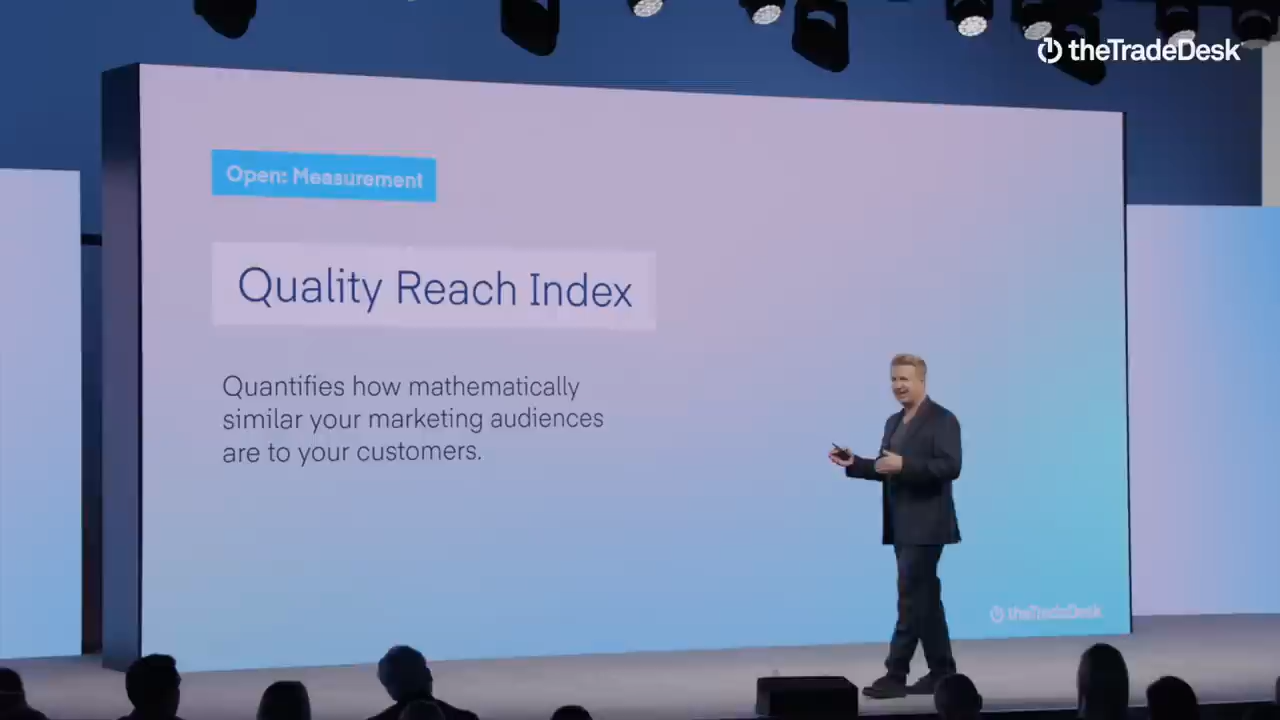 theTradeDesk
Open: Measurement
Quality Reach Index
Quantifies how mathematically
similar your marketing audiences
are to your customers.
theTradeDesk